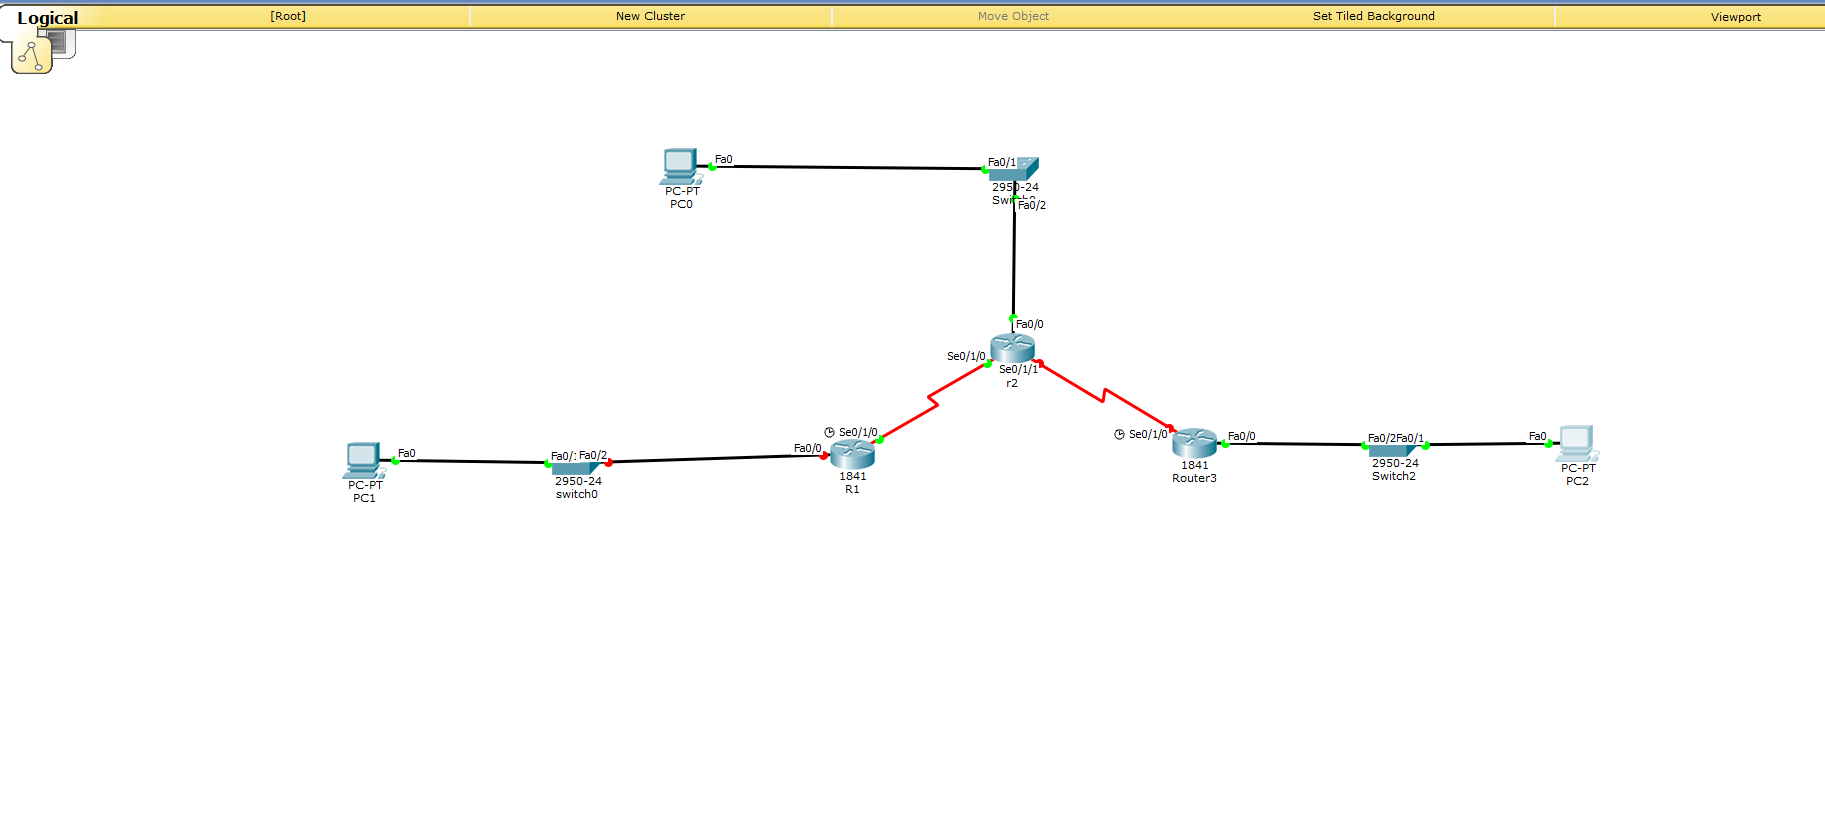 Logical
[Root]
New Cluster
Move Object
Set Tiled Background
Viewport
Fa0
PC-PT
PC0
Fa0/1
2950-24
Fa0/2
Fa0/0
Se0/1/0
Se0/1/1
r2
Fa0
PC-PT
PC1
Fa0/2
2950-24
switch0
Fa0/0
Se0/1/0
1841
R1
Se0/1/0
Fa0/0
1841
Router3
Fa0/2Fa0/1
2950-24
Switch2
Fa0
PC-PT
PC2